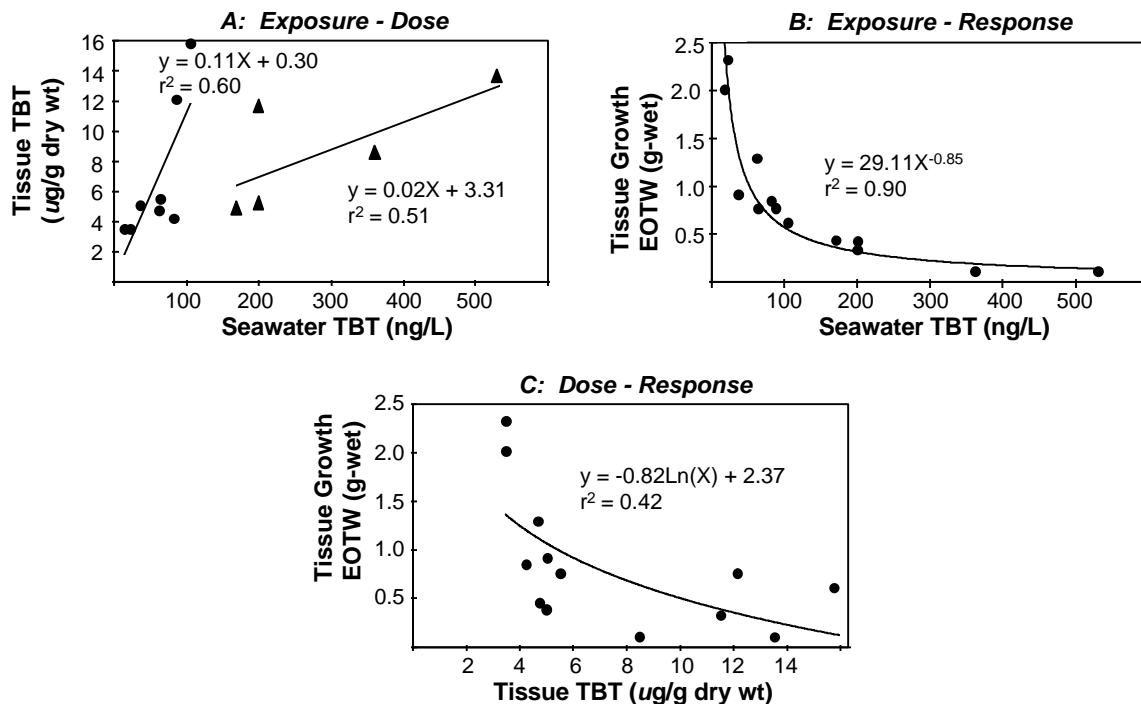 A: Exposure - Dose
Tissue TBT
(ug/g dry wt)
16
14
12
10
8
6
4
2
y = 0.11X + 0.30
r² = 0.60
y = 0.02X + 3.31
r² = 0.51
100 200 300 400 500
Seawater TBT (ng/L)
B: Exposure - Response
Tissue Growth
EOTW (g-wet)
2.5
2.0
1.5
1.0
0.5
y = 29.11X^-0.85
r² = 0.90
100 200 300 400 500
Seawater TBT (ng/L)
C: Dose - Response
Tissue Growth
EOTW (g-wet)
2.5
2.0
1.5
1.0
0.5
y = -0.82Ln(X) + 2.37
r² = 0.42
2 4 6 8 10 12 14
Tissue TBT (ug/g dry wt)